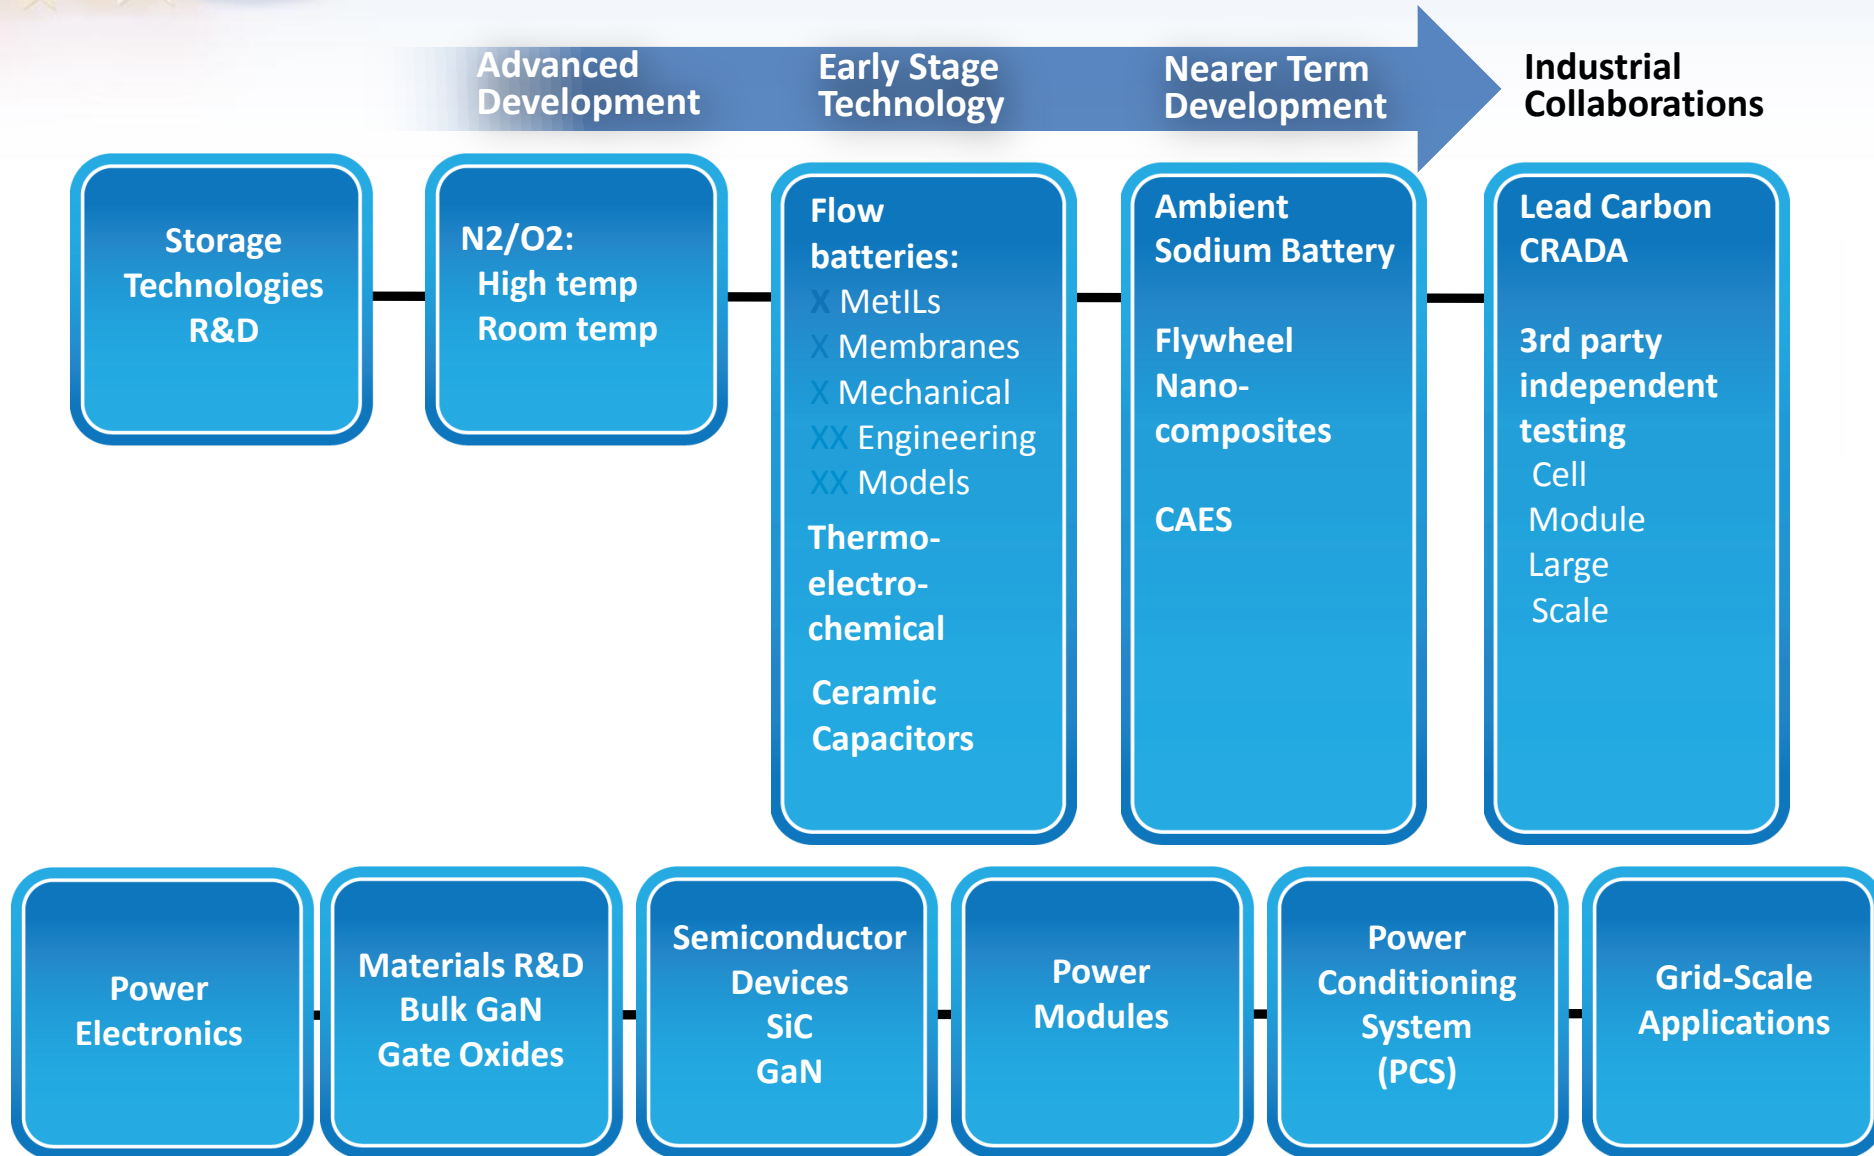 Advanced
Development
Early Stage
Technology
Nearer Term
Development
Industrial
Collaborations
Storage
Technologies
R&D
N2/O2:
High temp
Room temp
Flow
batteries:
X MetILs
X Membranes
X Mechanical
XX Engineering
XX Models
Thermo-
electro-
chemical
Ceramic
Capacitors
Ambient
Sodium Battery
Flywheel
Nano-
composites
CAES
Lead Carbon
CRADA
3rd party
independent
testing
Cell
Module
Large
Scale
Power
Electronics
Materials R&D
Bulk GaN
Gate Oxides
Semiconductor
Devices
SiC
GaN
Power
Modules
Power
Conditioning
System
(PCS)
Grid-Scale
Applications